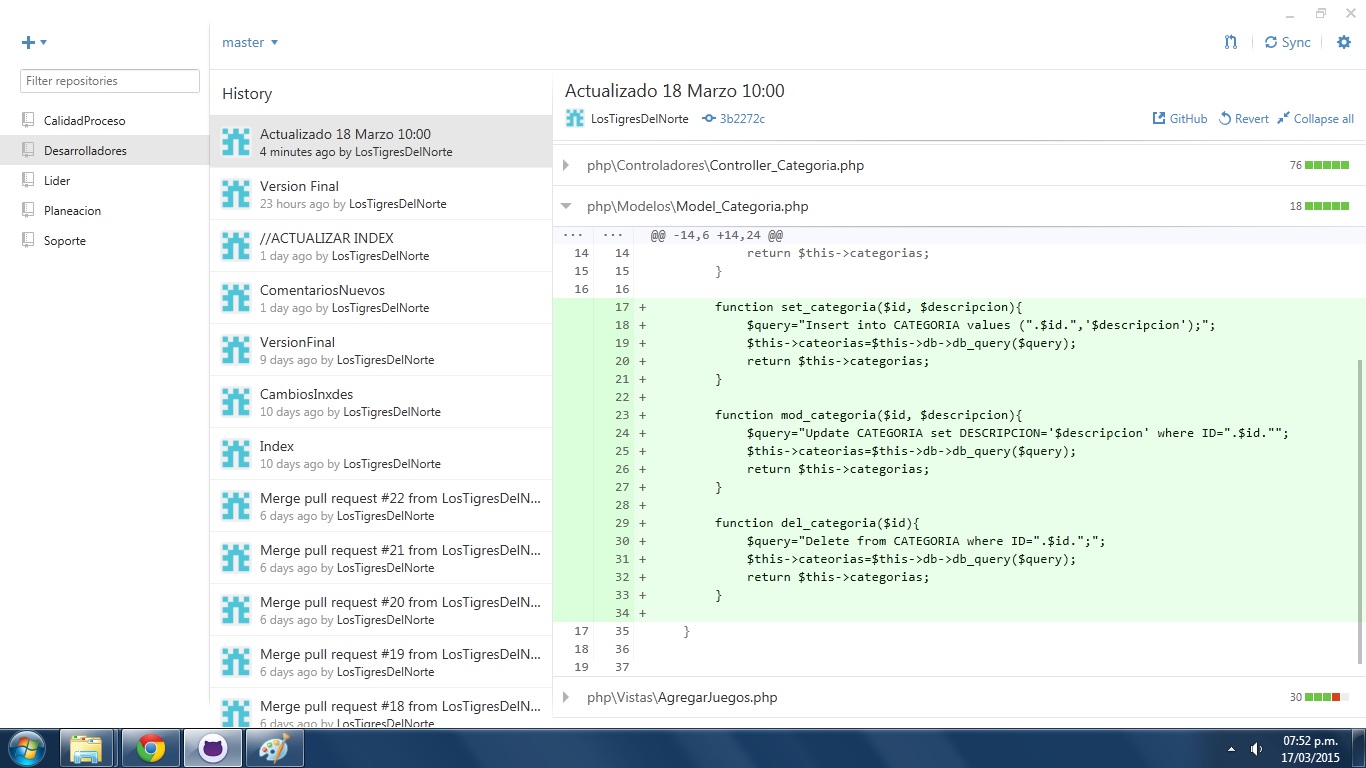 master
Sync
Filter repositories
CalidadProceso
Desarrolladores
Lider
Planeacion
Soporte
History
Actualizado 18 Marzo 10:00
4 minutes ago by LosTigresDelNorte
Version Final
23 hours ago by LosTigresDelNorte
//ACTUALIZAR INDEX
1 day ago by LosTigresDelNorte
ComentariosNuevos
1 day ago by LosTigresDelNorte
VersionFinal
9 days ago by LosTigresDelNorte
CambiosInxdes
10 days ago by LosTigresDelNorte
Index
10 days ago by LosTigresDelNorte
Merge pull request #22 from LosTigresDelN...
6 days ago by LosTigresDelNorte
Merge pull request #21 from LosTigresDelN...
6 days ago by LosTigresDelNorte
Merge pull request #20 from LosTigresDelN...
6 days ago by LosTigresDelNorte
Merge pull request #19 from LosTigresDelN...
6 days ago by LosTigresDelNorte
Merge pull request #18 from LosTigresDelN...
6 days ago by LosTigresDelNorte
Actualizado 18 Marzo 10:00
LosTigresDelNorte 3b2272c GitHub Revert Collapse all
php\Controladores\Controller_Categoria.php 76
php\Modelos\Model_Categoria.php 18
... ... @@ -14,6 +14,24 @@
14 14 return $this->categorias;
15 15 }
16 16
17 + function set_categoria($id, $descripcion){
18 + $query="Insert into CATEGORIA values (".$id.",'$descripcion');";
19 + $this->cateorias=$this->db->db_query($query);
20 + return $this->categorias;
21 + }
22 +
23 + function mod_categoria($id, $descripcion){
24 + $query="Update CATEGORIA set DESCRIPCION='$descripcion' where ID=".$id."";
25 + $this->cateorias=$this->db->db_query($query);
26 + return $this->categorias;
27 + }
28 +
29 + function del_categoria($id){
30 + $query="Delete from CATEGORIA where ID=".$id.";";
31 + $this->cateorias=$this->db->db_query($query);
32 + return $this->categorias;
33 + }
34 +
17 35 }
18 36
19 37
php\Vistas\AgregarJuegos.php 30
07:52 p.m.
17/03/2015